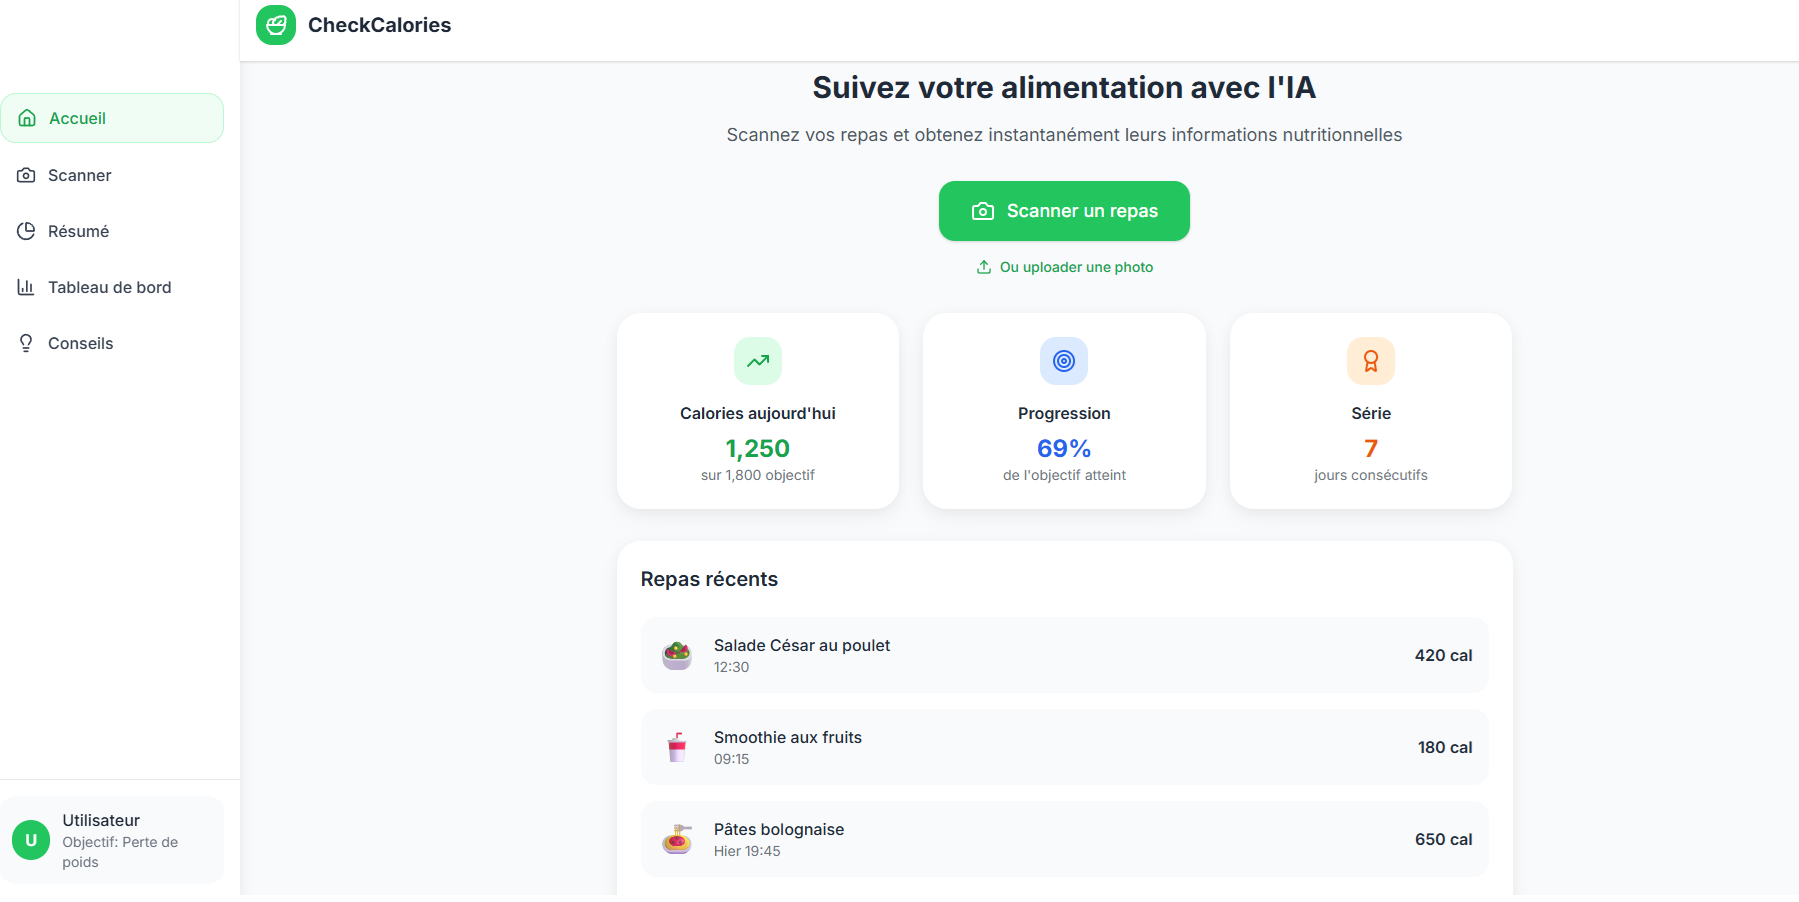 CheckCalories
Accueil
Scanner
Résumé
Tableau de bord
Conseils
U
Utilisateur
Objectif: Perte de
poids
Suivez votre alimentation avec l'IA
Scannez vos repas et obtenez instantanément leurs informations nutritionnelles
Scanner un repas
Ou uploader une photo
Calories aujourd'hui
1,250
sur 1,800 objectif
Progression
69%
de l'objectif atteint
Série
7
jours consécutifs
Repas récents
Salade César au poulet
12:30
420 cal
Smoothie aux fruits
09:15
180 cal
Pâtes bolognaise
Hier 19:45
650 cal